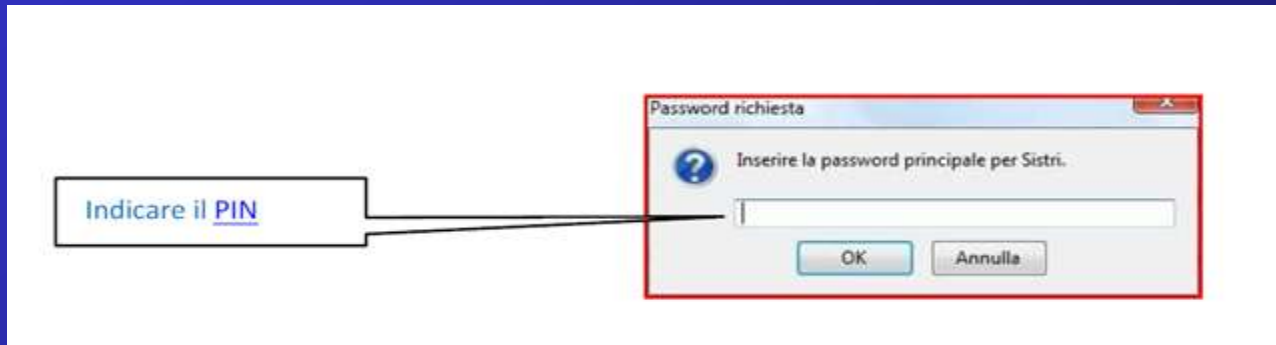 Password richiesta
Inserire la password principale per Sistri.
Indicare il PIN
OK
Annulla